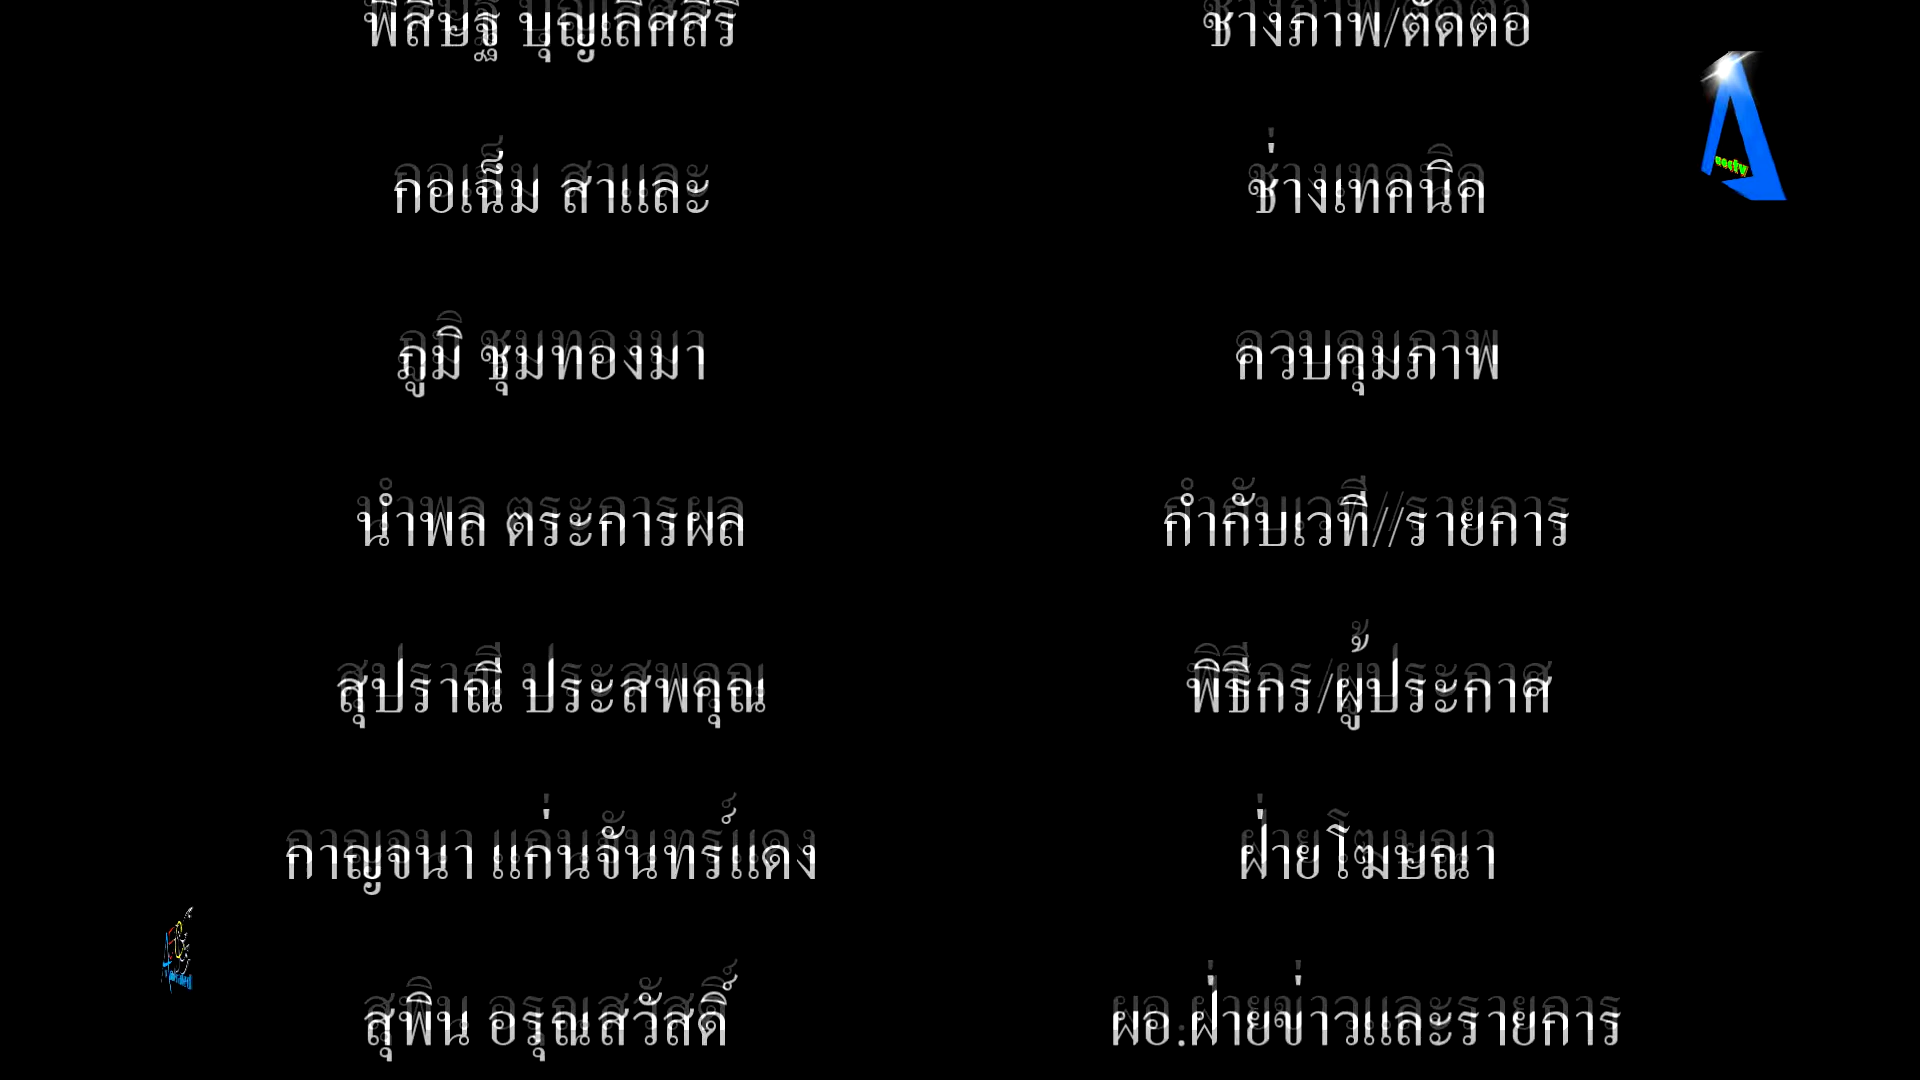 พิสิษฐ์ บุญเลิศสิริ ช่างภาพ/ตัดต่อ
กอเฉ็ม สาและ ช่างเทคนิค
ภูมิ ชุมทองมา ควบคุมภาพ
นำพล ตระการผล กำกับเวที//รายการ
สุปราณี ประสพคุณ พิธีกร/ผู้ประกาศ
กาญจนา แก่นจันทร์แดง ฝ่ายโฆษณา
สุพิน อรุณสวัสดิ์ ผอ.ฝ่ายข่าวและรายการ